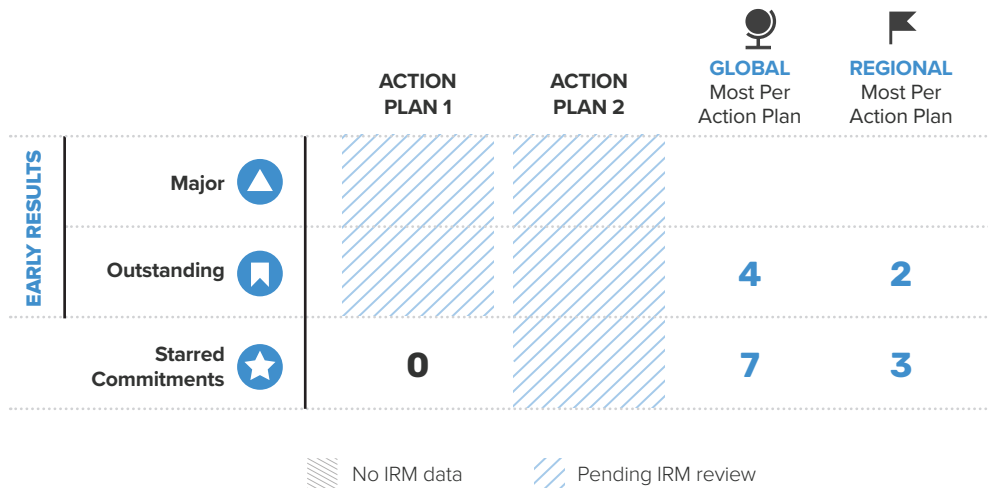 ACTION
PLAN 1
ACTION
PLAN 2
GLOBAL
Most Per
Action Plan
REGIONAL
Most Per
Action Plan
EARLY RESULTS
Major
Outstanding
4
2
Starred
Commitments
0
7
3
No IRM data
Pending IRM review